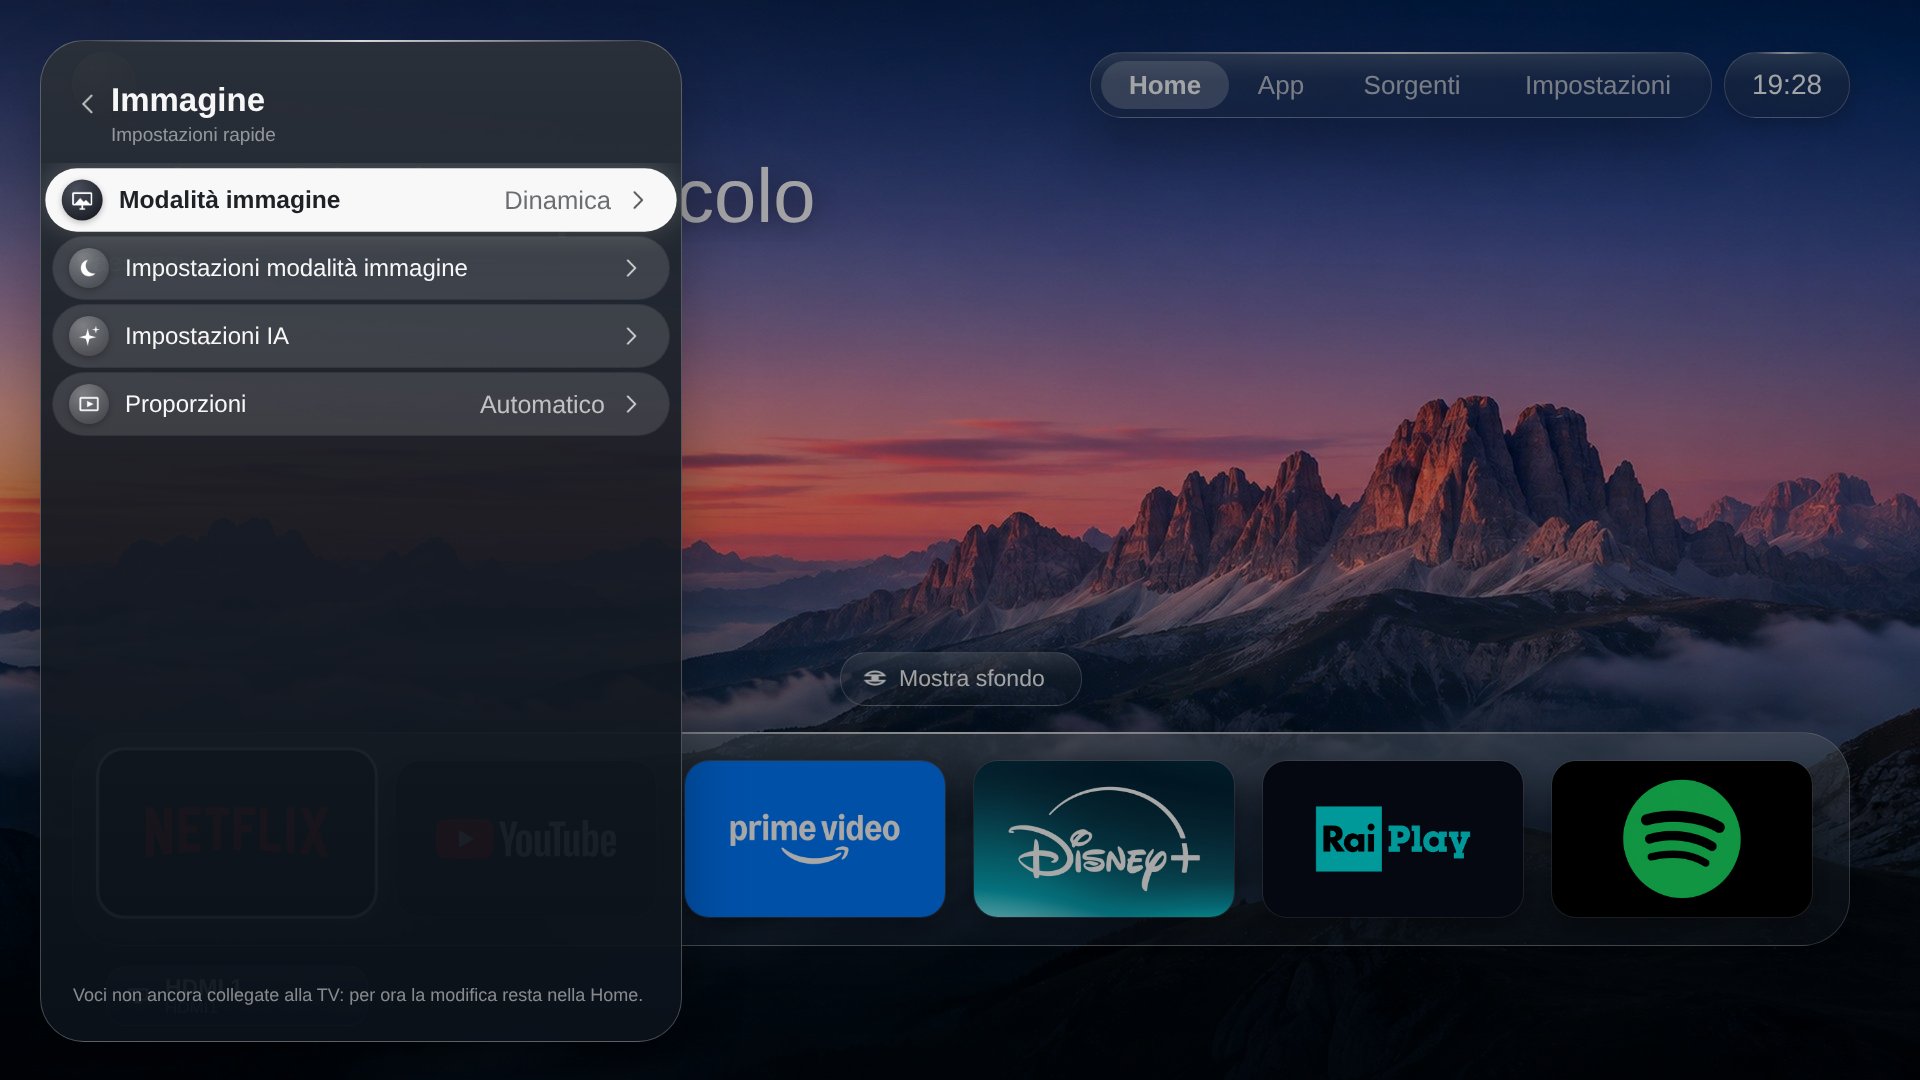 Immagine
Impostazioni rapide
Modalità immagine Dinamica
Impostazioni modalità immagine
Impostazioni IA
Proporzioni Automatico
Home App Sorgenti Impostazioni 19:28
colo
Mostra sfondo
NETFLIX
YouTube
prime video
Disney+
Rai Play
HDMI 1
Voci non ancora collegate alla TV: per ora la modifica resta nella Home.